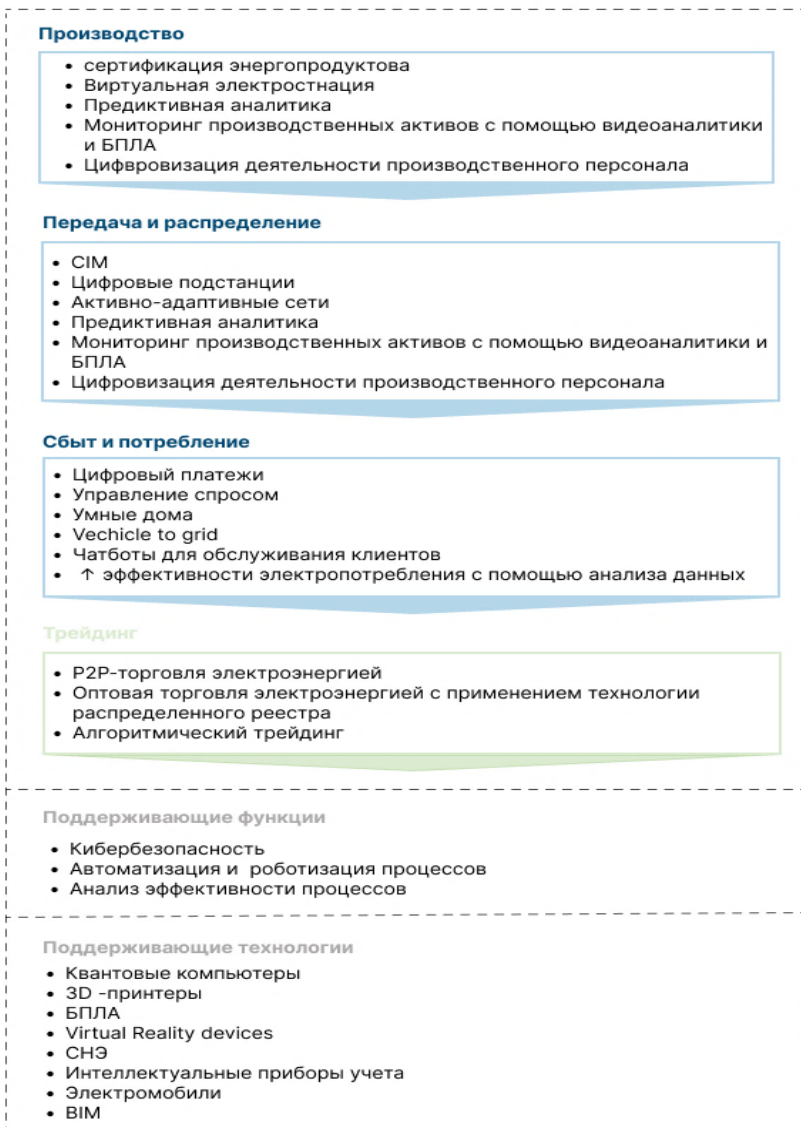 Производство
• сертификация энергопродуктова
• Виртуальная электростнация
• Предиктивная аналитика
• Мониторинг производственных активов с помощью видеоаналитики
и БПЛА
• Цифвровизация деятельности производственного персонала
Передача и распределение
• CIM
• Цифровые подстанции
• Активно-адаптивные сети
• Предиктивная аналитика
• Мониторинг производственных активов с помощью видеоаналитики и
БПЛА
• Цифровизация деятельности производственного персонала
Сбыт и потребление
• Цифровый платежи
• Управление спросом
• Умные дома
• Vechicle to grid
• Чатботы для обслуживания клиентов
• ↑ эффективности электропотребления с помощью анализа данных
Трейдинг
• P2P-торговля электроэнергией
• Оптовая торговля электроэнергией с применением технологии
распределенного реестра
• Алгоритмический трейдинг
Поддерживающие функции
• Кибербезопасность
• Автоматизация и роботизация процессов
• Анализ эффективности процессов
Поддерживающие технологии
• Квантовые компьютеры
• 3D -принтеры
• БПЛА
• Virtual Reality devices
• СНЭ
• Интеллектуальные приборы учета
• Электромобили
• BIM